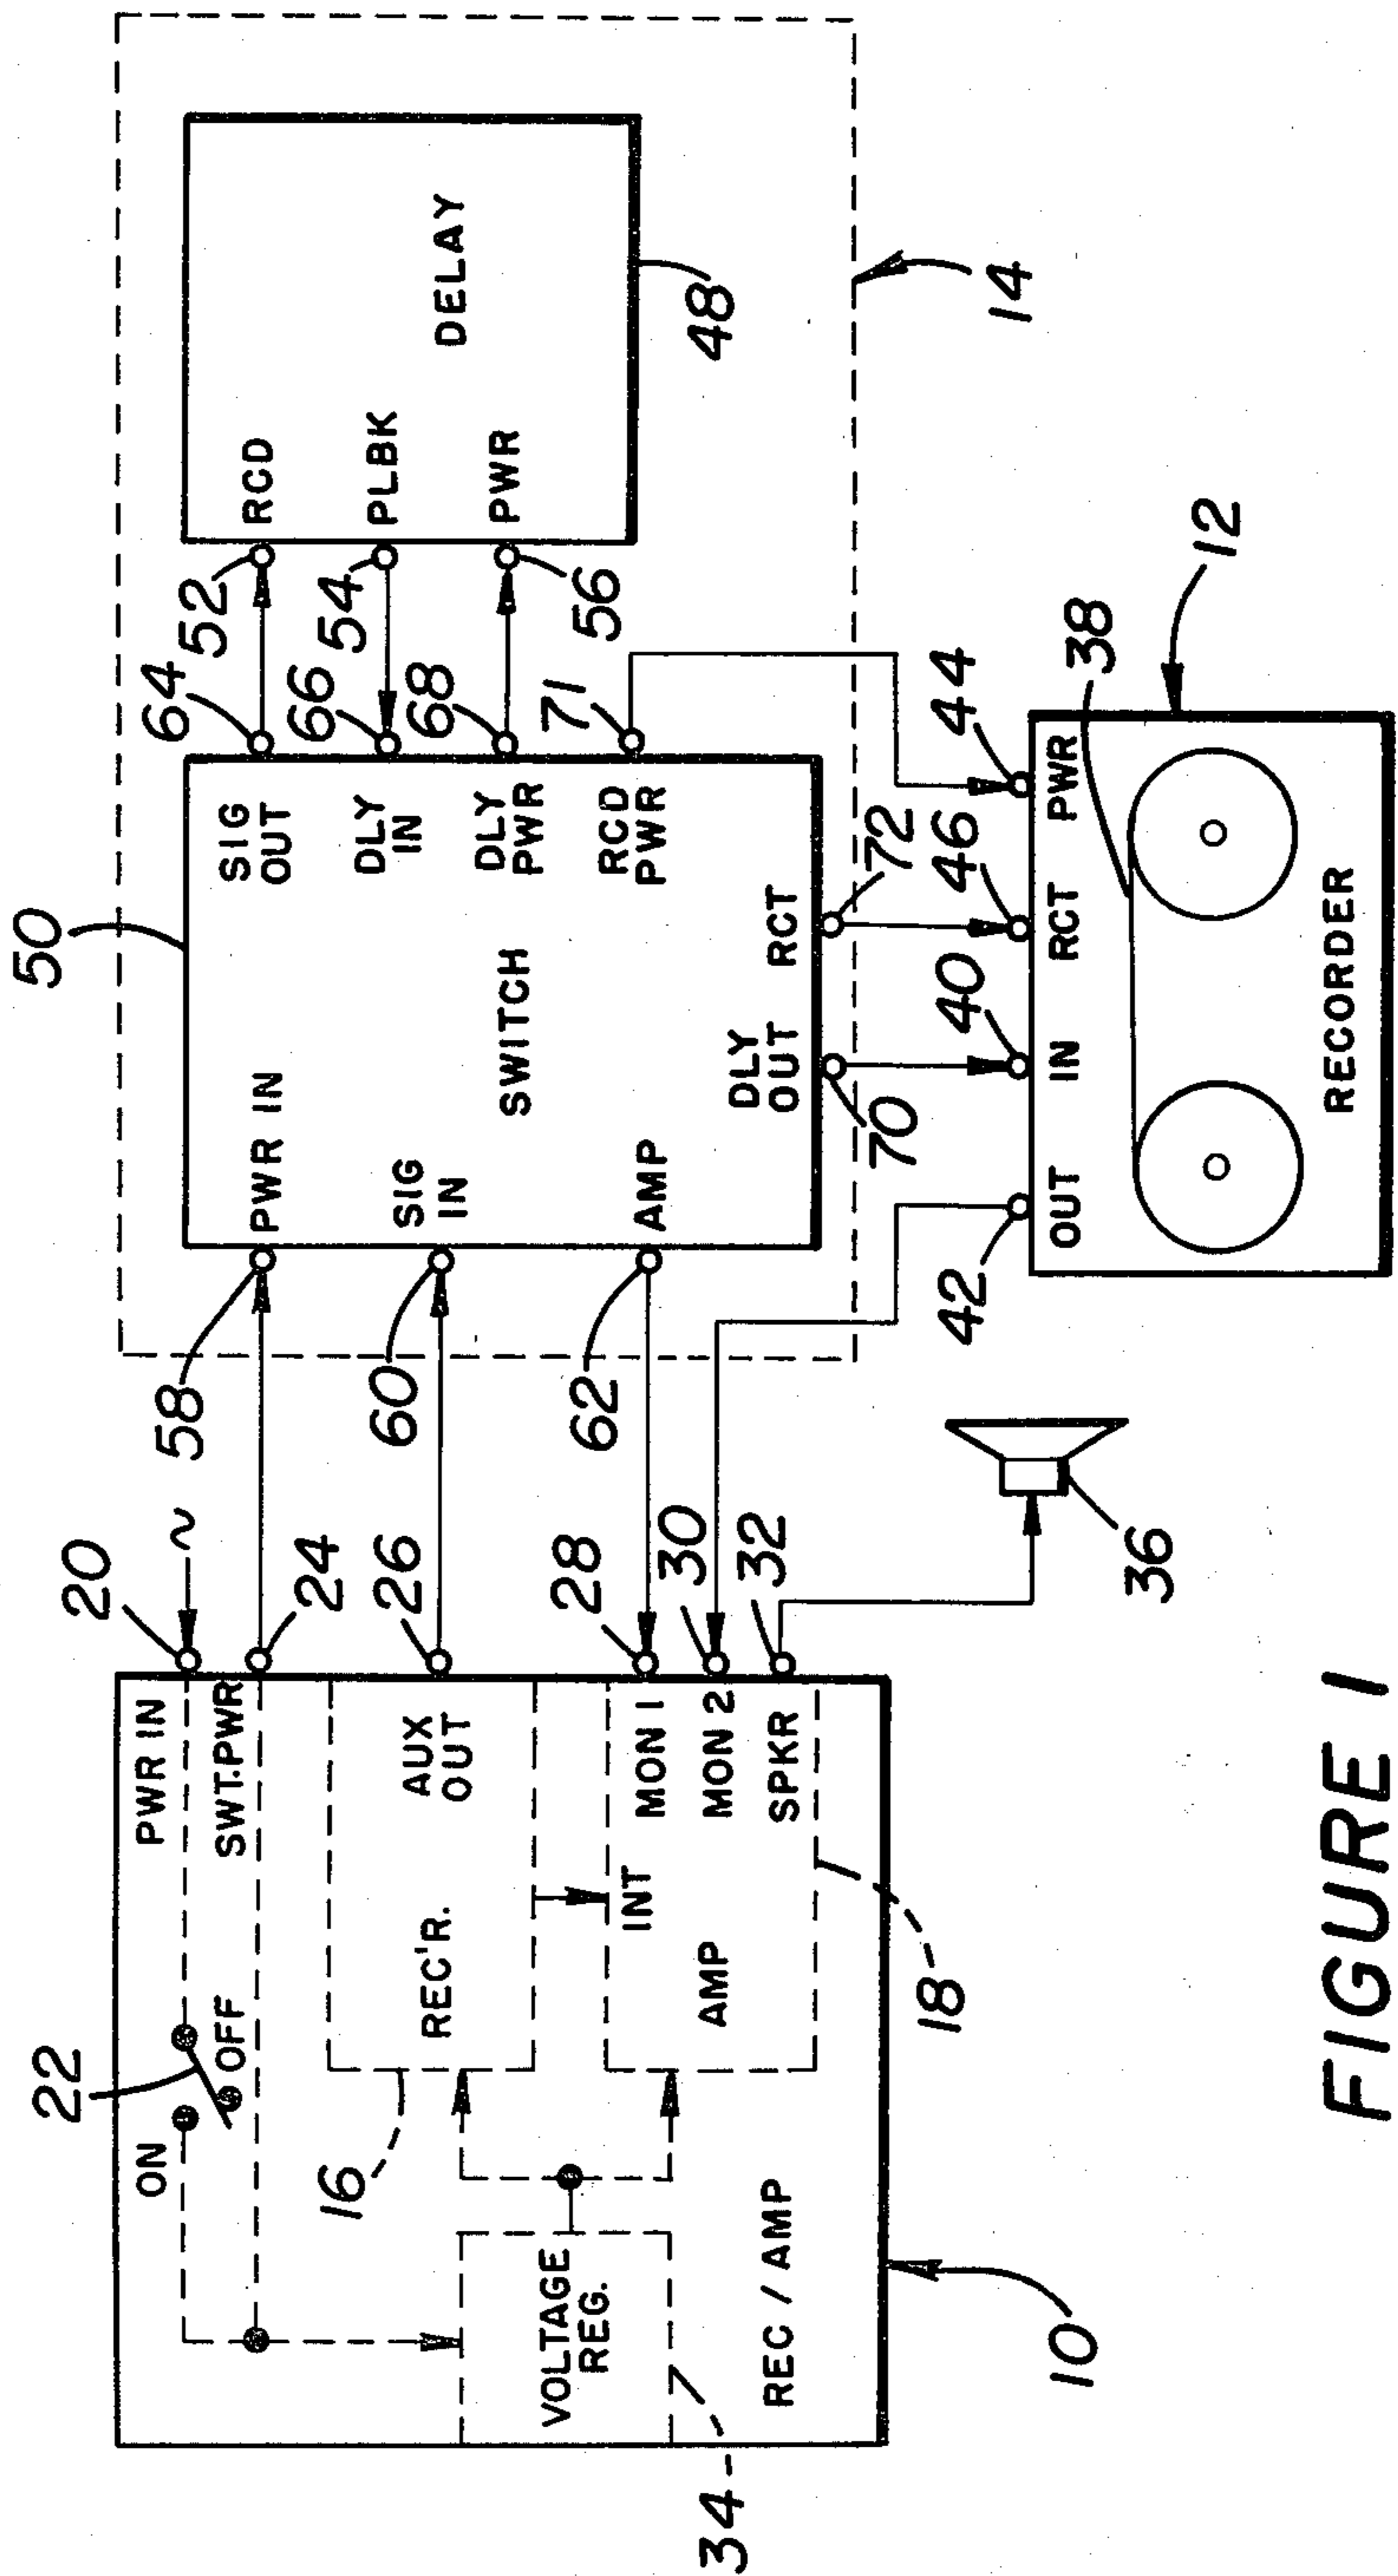 22
ON
OFF
PWR IN
SWT. PWR
20
~
24
16
REC'R.
AUX
OUT
26
VOLTAGE
REG.
INT
AMP
MON 1
MON 2
SPKR
28
30
32
34
18
REC / AMP
10
36
50
58
PWR IN
60
SIG
IN
62
AMP
SWITCH
SIG
OUT
DLY
IN
DLY
PWR
RCD
PWR
DLY
OUT
RCT
64
66
68
71
70
72
52
54
56
RCD
PLBK
PWR
DELAY
48
14
42
40
46
44
OUT
IN
RCT
PWR
38
12
RECORDER
FIGURE 1